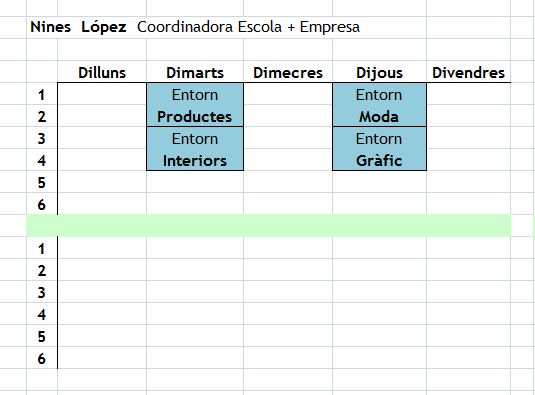 Nines López Coordinadora Escola + Empresa
Dilluns Dimarts Dimecres Dijous Divendres
1 Entorn Entorn
2 Productes Moda
3 Entorn Entorn
4 Interiors Gràfic
5
6
1
2
3
4
5
6